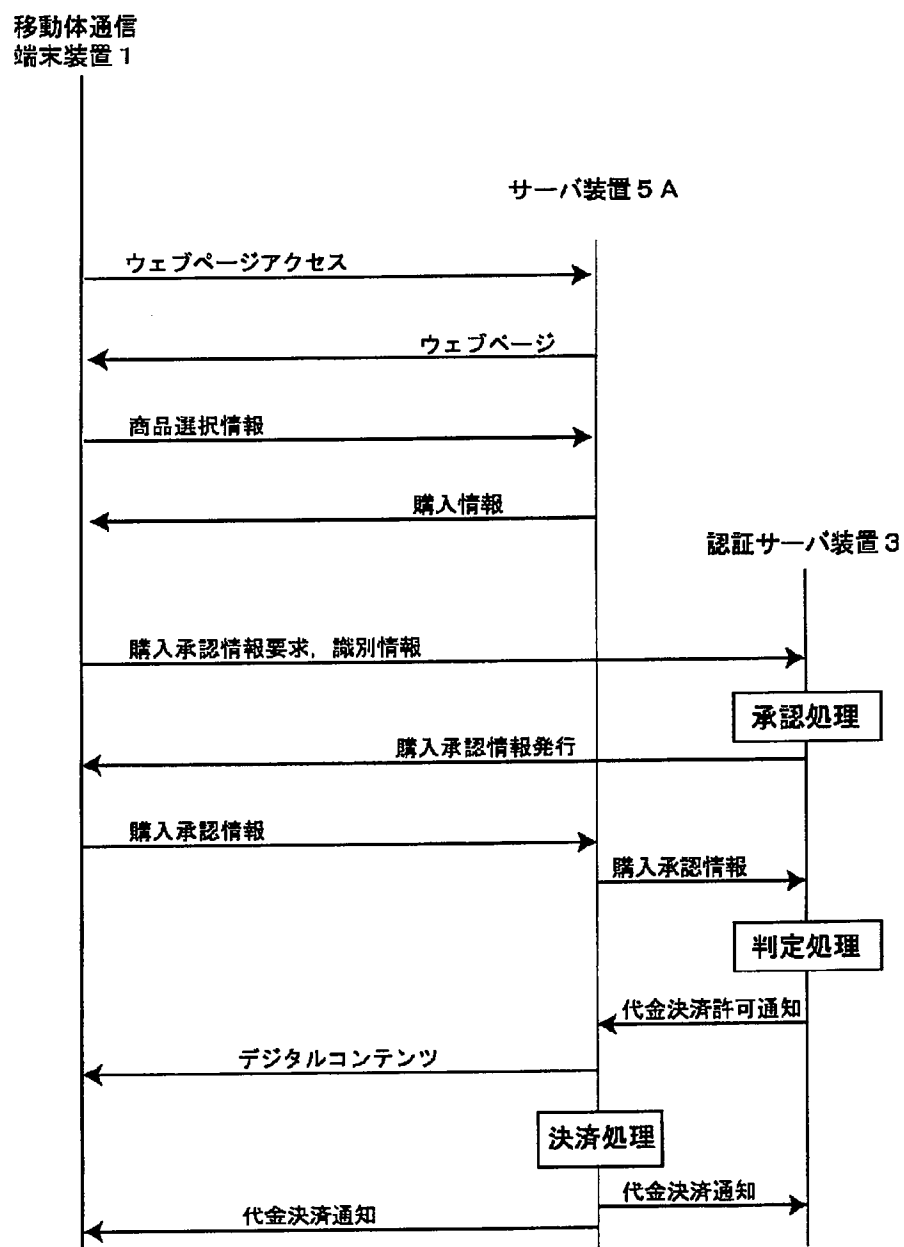 移動体通信
端末装置1
サーバ装置5A
ウェブページアクセス
ウェブページ
商品選択情報
購入情報
認証サーバ装置3
購入承認情報要求,識別情報
承認処理
購入承認情報発行
購入承認情報
購入承認情報
判定処理
代金決済許可通知
デジタルコンテンツ
決済処理
代金決済通知
代金決済通知